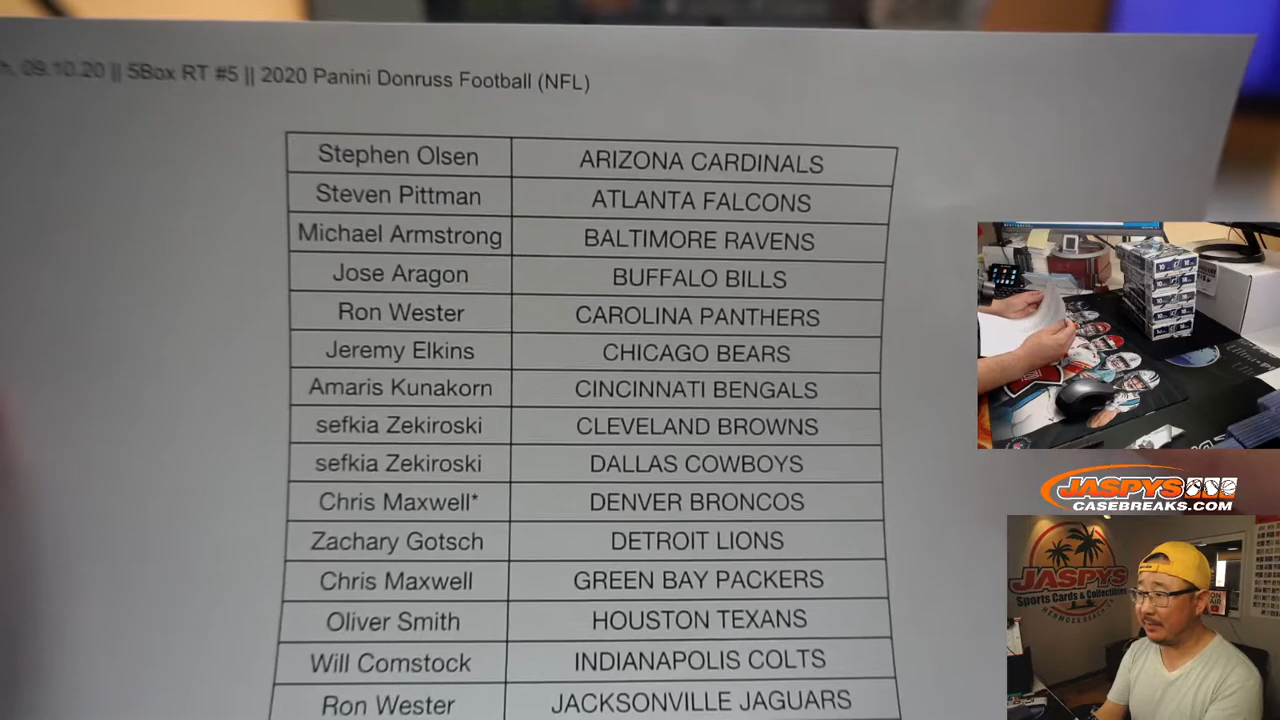 09.10.20 || 5Box RT #5 || 2020 Panini Donruss Football (NFL)
Stephen Olsen ARIZONA CARDINALS
Steven Pittman ATLANTA FALCONS
Michael Armstrong BALTIMORE RAVENS
Jose Aragon BUFFALO BILLS
Ron Wester CAROLINA PANTHERS
Jeremy Elkins CHICAGO BEARS
Amaris Kunakorn CINCINNATI BENGALS
sefkia Zekiroski CLEVELAND BROWNS
sefkia Zekiroski DALLAS COWBOYS
Chris Maxwell* DENVER BRONCOS
Zachary Gotsch DETROIT LIONS
Chris Maxwell GREEN BAY PACKERS
Oliver Smith HOUSTON TEXANS
Will Comstock INDIANAPOLIS COLTS
Ron Wester JACKSONVILLE JAGUARS
JASPYS
CASEBREAKS.COM
JASPYS
Sports Cards & Collectibles
HERMOSA BEACH